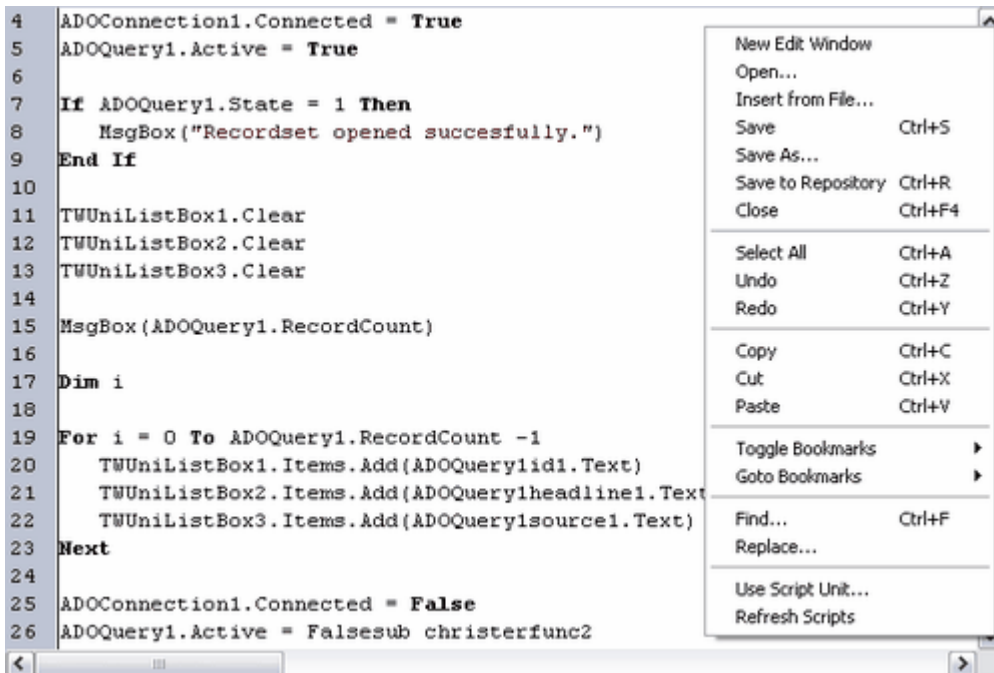 4 ADOConnection1.Connected = True
5 ADOQuery1.Active = True
6
7 If ADOQuery1.State = 1 Then
8 MsgBox("Recordset opened succesfully.")
9 End If
10
11 TWUniListBox1.Clear
12 TWUniListBox2.Clear
13 TWUniListBox3.Clear
14
15 MsgBox(ADOQuery1.RecordCount)
16
17 Dim i
18
19 For i = 0 To ADOQuery1.RecordCount -1
20 TWUniListBox1.Items.Add(ADOQuery1id1.Text)
21 TWUniListBox2.Items.Add(ADOQuery1headline1.Text
22 TWUniListBox3.Items.Add(ADOQuery1source1.Text)
23 Next
24
25 ADOConnection1.Connected = False
26 ADOQuery1.Active = Falsesub christerfunc2
New Edit Window
Open...
Insert from File...
Save Ctrl+S
Save As...
Save to Repository Ctrl+R
Close Ctrl+F4
Select All Ctrl+A
Undo Ctrl+Z
Redo Ctrl+Y
Copy Ctrl+C
Cut Ctrl+X
Paste Ctrl+V
Toggle Bookmarks
Goto Bookmarks
Find... Ctrl+F
Replace...
Use Script Unit...
Refresh Scripts